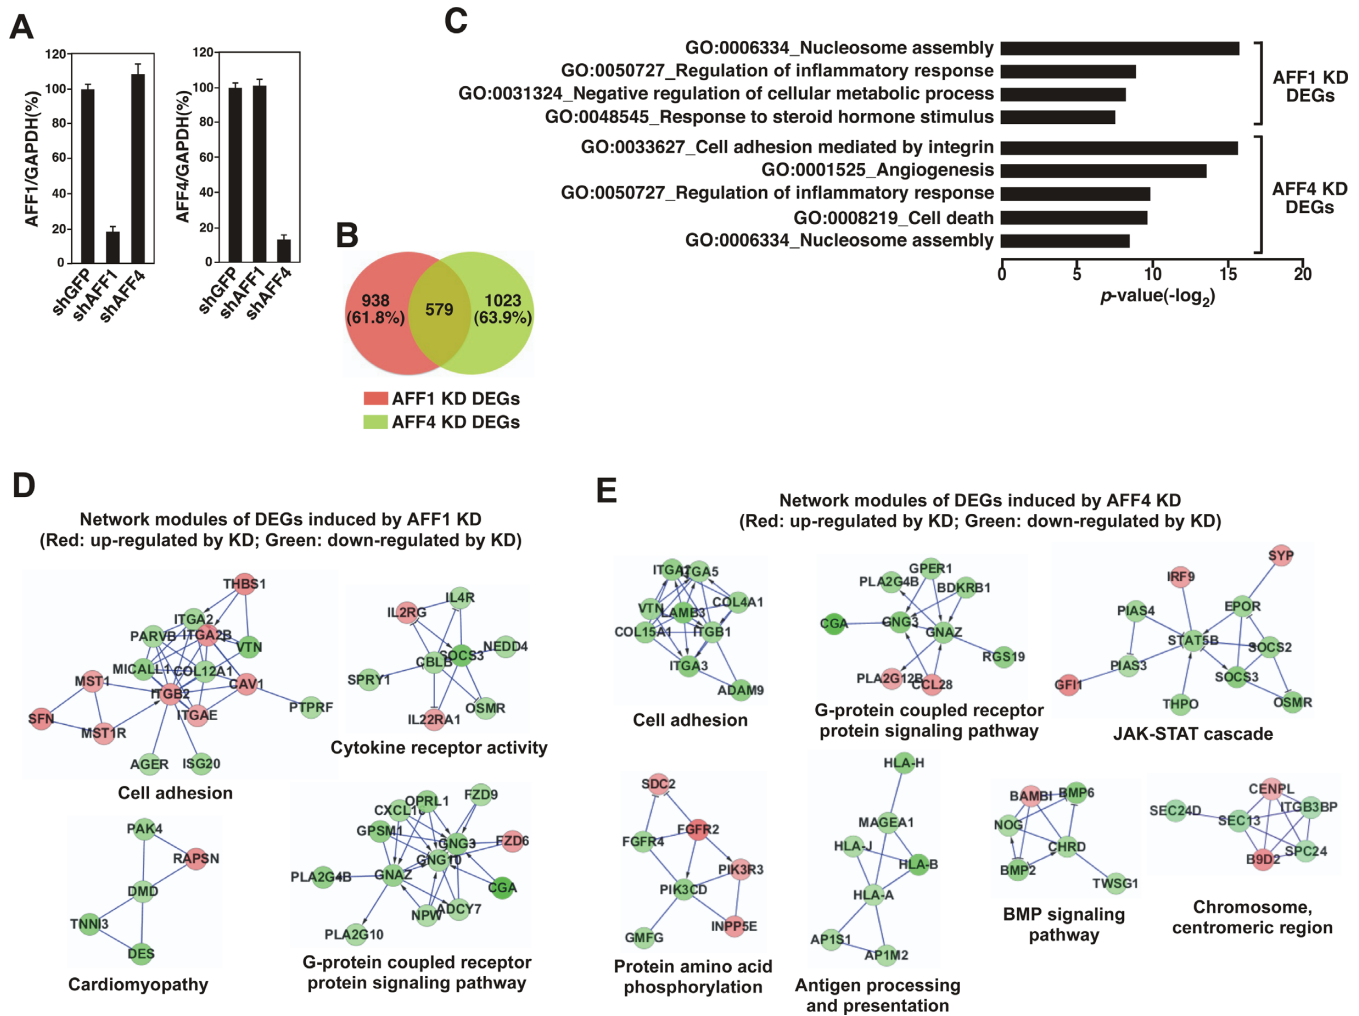 A
AFF1/GAPDH(%)
120
100
80
60
40
20
0
shGFP
shAFF1
shAFF4
AFF4/GAPDH(%)
120
100
80
60
40
20
0
shGFP
shAFF1
shAFF4
B
938
(61.8%)
579
1023
(63.9%)
AFF1 KD DEGs
AFF4 KD DEGs
C
GO:0006334_Nucleosome assembly
GO:0050727_Regulation of inflammatory response
GO:0031324_Negative regulation of cellular metabolic process
GO:0048545_Response to steroid hormone stimulus
AFF1 KD
DEGs
GO:0033627_Cell adhesion mediated by integrin
GO:0001525_Angiogenesis
GO:0050727_Regulation of inflammatory response
GO:0008219_Cell death
GO:0006334_Nucleosome assembly
AFF4 KD
DEGs
0 5 10 15 20
p-value(-log2)
D
Network modules of DEGs induced by AFF1 KD
(Red: up-regulated by KD; Green: down-regulated by KD)
THBS1
ITGA2
PARVB
ITGA2B
VTN
MICALL1
COL12A1
MST1
ITGB2
CAV1
PTPRF
SFN
ITGAE
MST1R
AGER
ISG20
Cell adhesion
IL4R
IL2RG
NEDD4
SOCS3
CBLB
SPRY1
OSMR
IL22RA1
Cytokine receptor activity
PAK4
RAPSN
DMD
TNNI3
DES
Cardiomyopathy
OPRL1
FZD9
GPSM1
GNG3
FZD6
GNG10
PLA2G4B
GNAZ
CGA
NPW
ADCY7
PLA2G10
G-protein coupled receptor
protein signaling pathway
E
Network modules of DEGs induced by AFF4 KD
(Red: up-regulated by KD; Green: down-regulated by KD)
ITGA5
VTN
LAMB3
COL4A1
COL15A1
ITGB1
ITGA3
ADAM9
Cell adhesion
GPER1
PLA2G4B
BDKRB1
CGA
GNG3
GNAZ
RGS19
PLA2G12B
CCL28
G-protein coupled receptor
protein signaling pathway
SYP
IRF9
PIAS4
EPOR
STAT5B
SOCS2
PIAS3
SOCS3
GFI1
THPO
OSMR
JAK-STAT cascade
SDC2
FGFR2
FGFR4
PIK3R3
PIK3CD
INPP5E
GMFG
Protein amino acid
phosphorylation
HLA-H
MAGEA1
HLA-J
HLA-B
HLA-A
AP1S1
AP1M2
Antigen processing
and presentation
BAMBI
BMP6
NOG
CHRD
BMP2
TWSG1
BMP signaling
pathway
CENPL
SEC24D
ITGB3BP
SEC13
SPC24
B9D2
Chromosome,
centromeric region